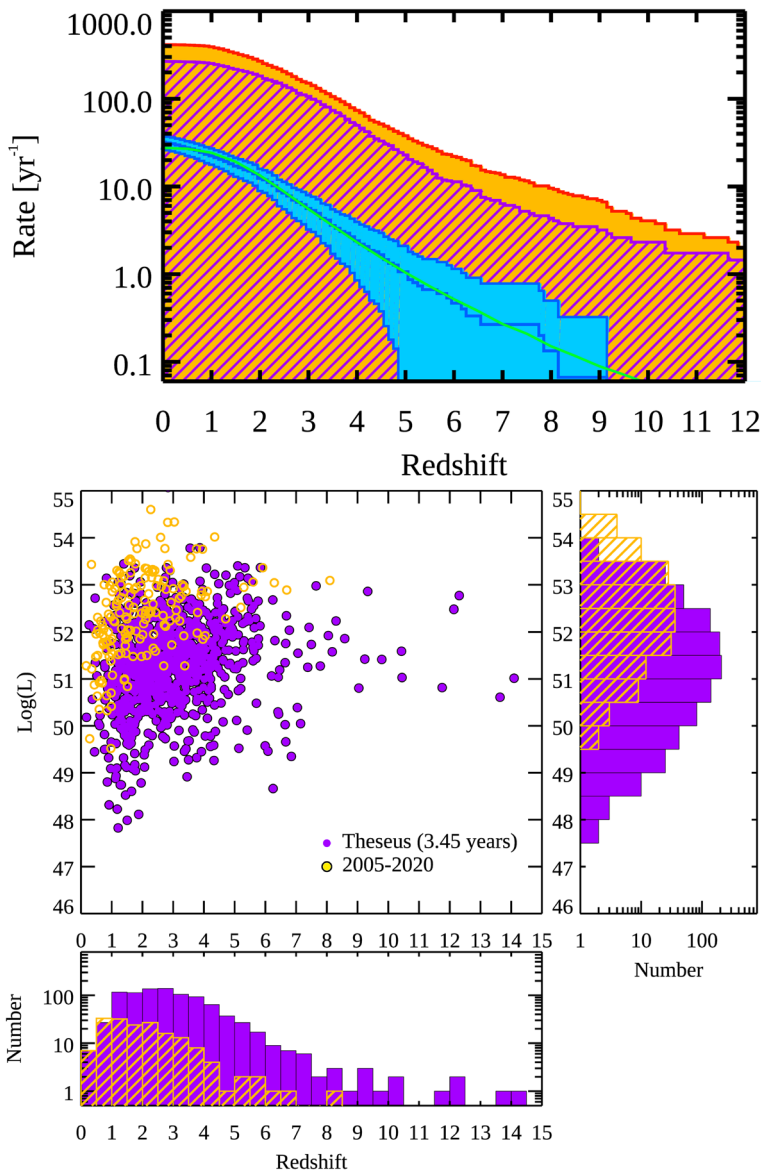 1000.0
100.0
10.0
1.0
0.1
Rate [yr⁻¹]
0 1 2 3 4 5 6 7 8 9 10 11 12
Redshift
55
54
53
52
51
50
49
48
47
46
Log(L)
Theseus (3.45 years)
2005-2020
0 1 2 3 4 5 6 7 8 9 10 11 12 13 14 15
55
54
53
52
51
50
49
48
47
46
1 10 100
Number
100
10
1
Number
0 1 2 3 4 5 6 7 8 9 10 11 12 13 14 15
Redshift